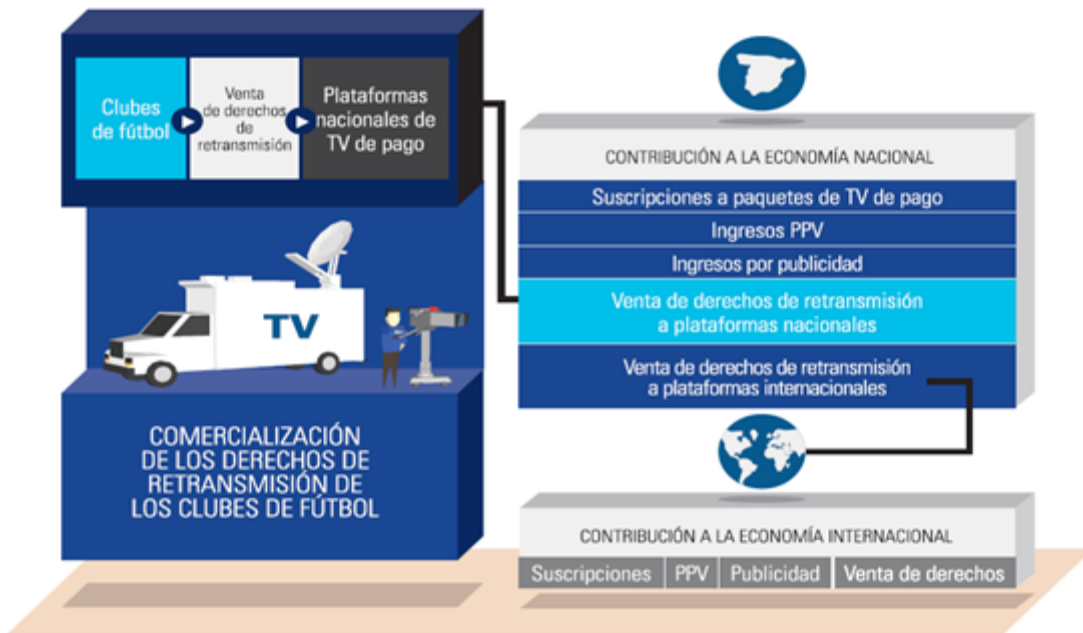 Clubes
de fútbol
Venta
de derechos
de
retransmisión
Plataformas
nacionales de
TV de pago
TV
COMERCIALIZACIÓN
DE LOS DERECHOS DE
RETRANSMISIÓN DE
LOS CLUBES DE FÚTBOL
CONTRIBUCIÓN A LA ECONOMÍA NACIONAL
Suscripciones a paquetes de TV de pago
Ingresos PPV
Ingresos por publicidad
Venta de derechos de retransmisión
a plataformas nacionales
Venta de derechos de retransmisión
a plataformas internacionales
CONTRIBUCIÓN A LA ECONOMÍA INTERNACIONAL
Suscripciones PPV Publicidad Venta de derechos